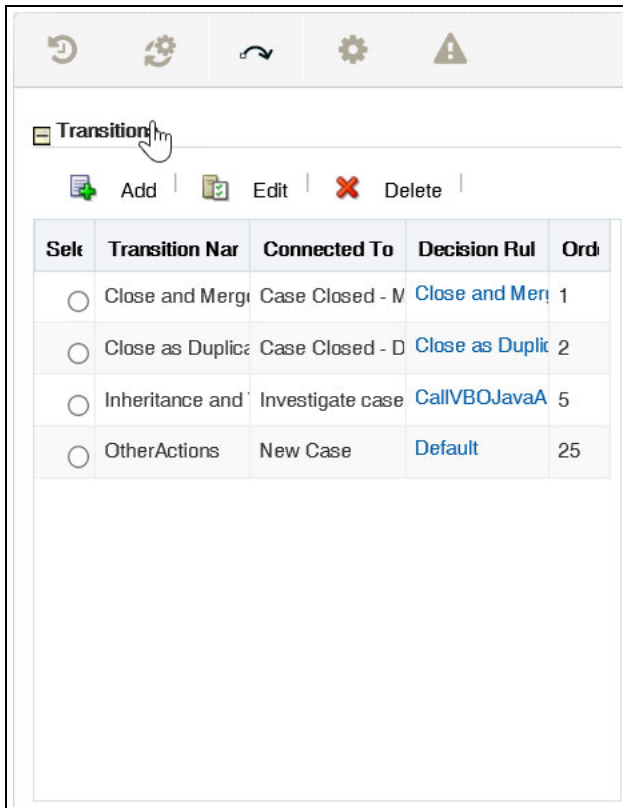 Transition
Add Edit Delete
Sele Transition Nar Connected To Decision Rul Ord
Close and Merg Case Closed - M Close and Mer 1
Close as Duplica Case Closed - D Close as Duplic 2
Inheritance and Investigate case CallVBOJavaA 5
OtherActions New Case Default 25